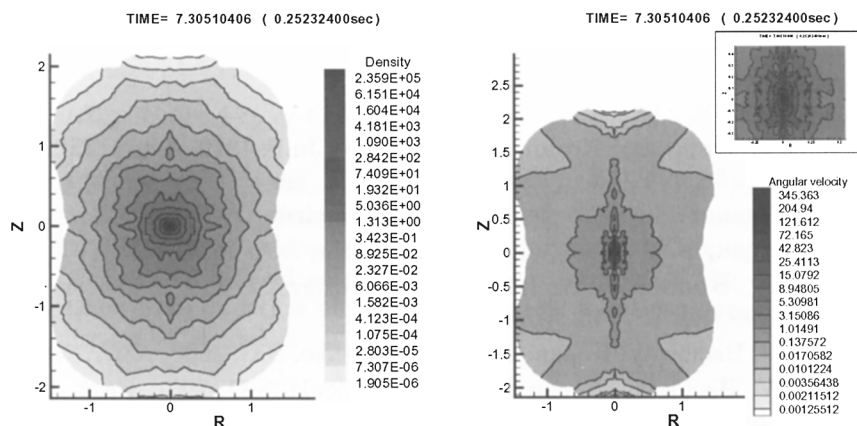 TIME= 7.30510406 ( 0.25232400sec)
Density
2.359E+05
6.151E+04
1.604E+04
4.181E+03
1.090E+03
2.842E+02
7.409E+01
1.932E+01
5.036E+00
1.313E+00
3.423E-01
8.925E-02
2.327E-02
6.066E-03
1.582E-03
4.123E-04
1.075E-04
2.803E-05
7.307E-06
1.905E-06
2
1
0
-1
-2
Z
-1 0 1
R
TIME= 7.30510406 ( 0.25232400sec)
Z
R
Angular velocity
345.363
204.94
121.612
72.165
42.823
25.4113
15.0792
8.94805
5.30981
3.15086
1.01491
0.137572
0.0170582
0.0101224
0.00356438
0.00211512
0.00125512
2.5
2
1.5
1
0.5
0
-0.5
-1
-1.5
-2
Z
-1 0 1
R